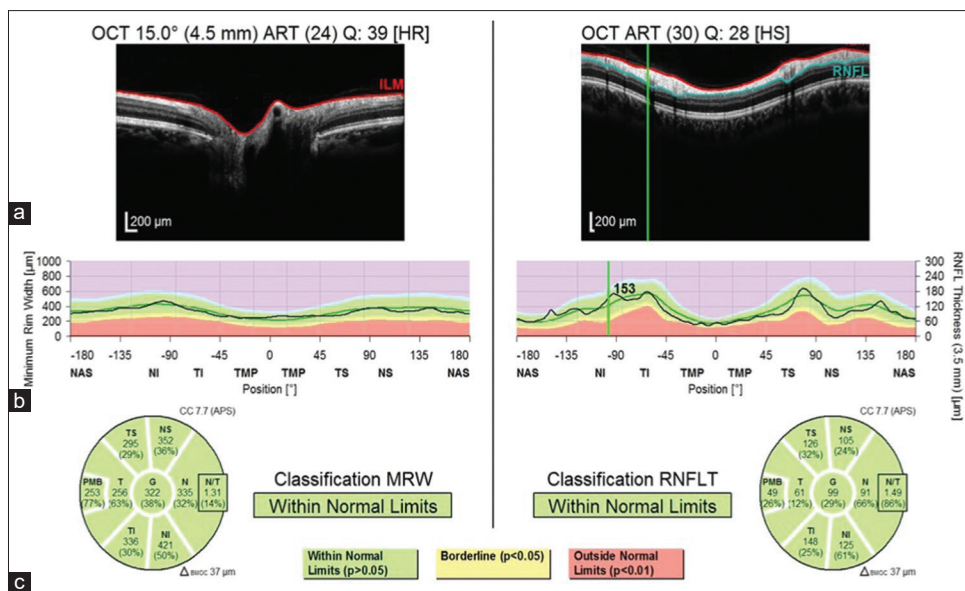 OCT 15.0° (4.5 mm) ART (24) Q: 39 [HR]
ILM
200 µm
OCT ART (30) Q: 28 [HS]
RNFL
200 µm
a
Minimum Rim Width [µm]
1000
800
600
400
200
0
-180 -135 -90 -45 0 45 90 135 180
NAS NI TI TMP TMP TS NS NAS
Position [°]
153
300
240
180
120
60
0
RNFL Thickness (3.5 mm) [µm]
-180 -135 -90 -45 0 45 90 135 180
NAS NI TI TMP TMP TS NS NAS
Position [°]
b
CC 7.7 (APS)
TS
295
(29%)
NS
352
(36%)
PMB
253
(77%)
T
256
(63%)
G
322
(38%)
N
335
(32%)
N/T
1.31
(14%)
TI
336
(30%)
NI
421
(50%)
Δ BMOC 37 µm
Classification MRW
Within Normal Limits
Classification RNFLT
Within Normal Limits
CC 7.7 (APS)
TS
126
(32%)
NS
105
(24%)
PMB
49
(26%)
T
61
(12%)
G
99
(29%)
N
91
(66%)
N/T
1.49
(86%)
TI
148
(25%)
NI
125
(61%)
Δ BMOC 37 µm
Within Normal
Limits (p>0.05)
Borderline (p<0.05)
Outside Normal
Limits (p<0.01)
c